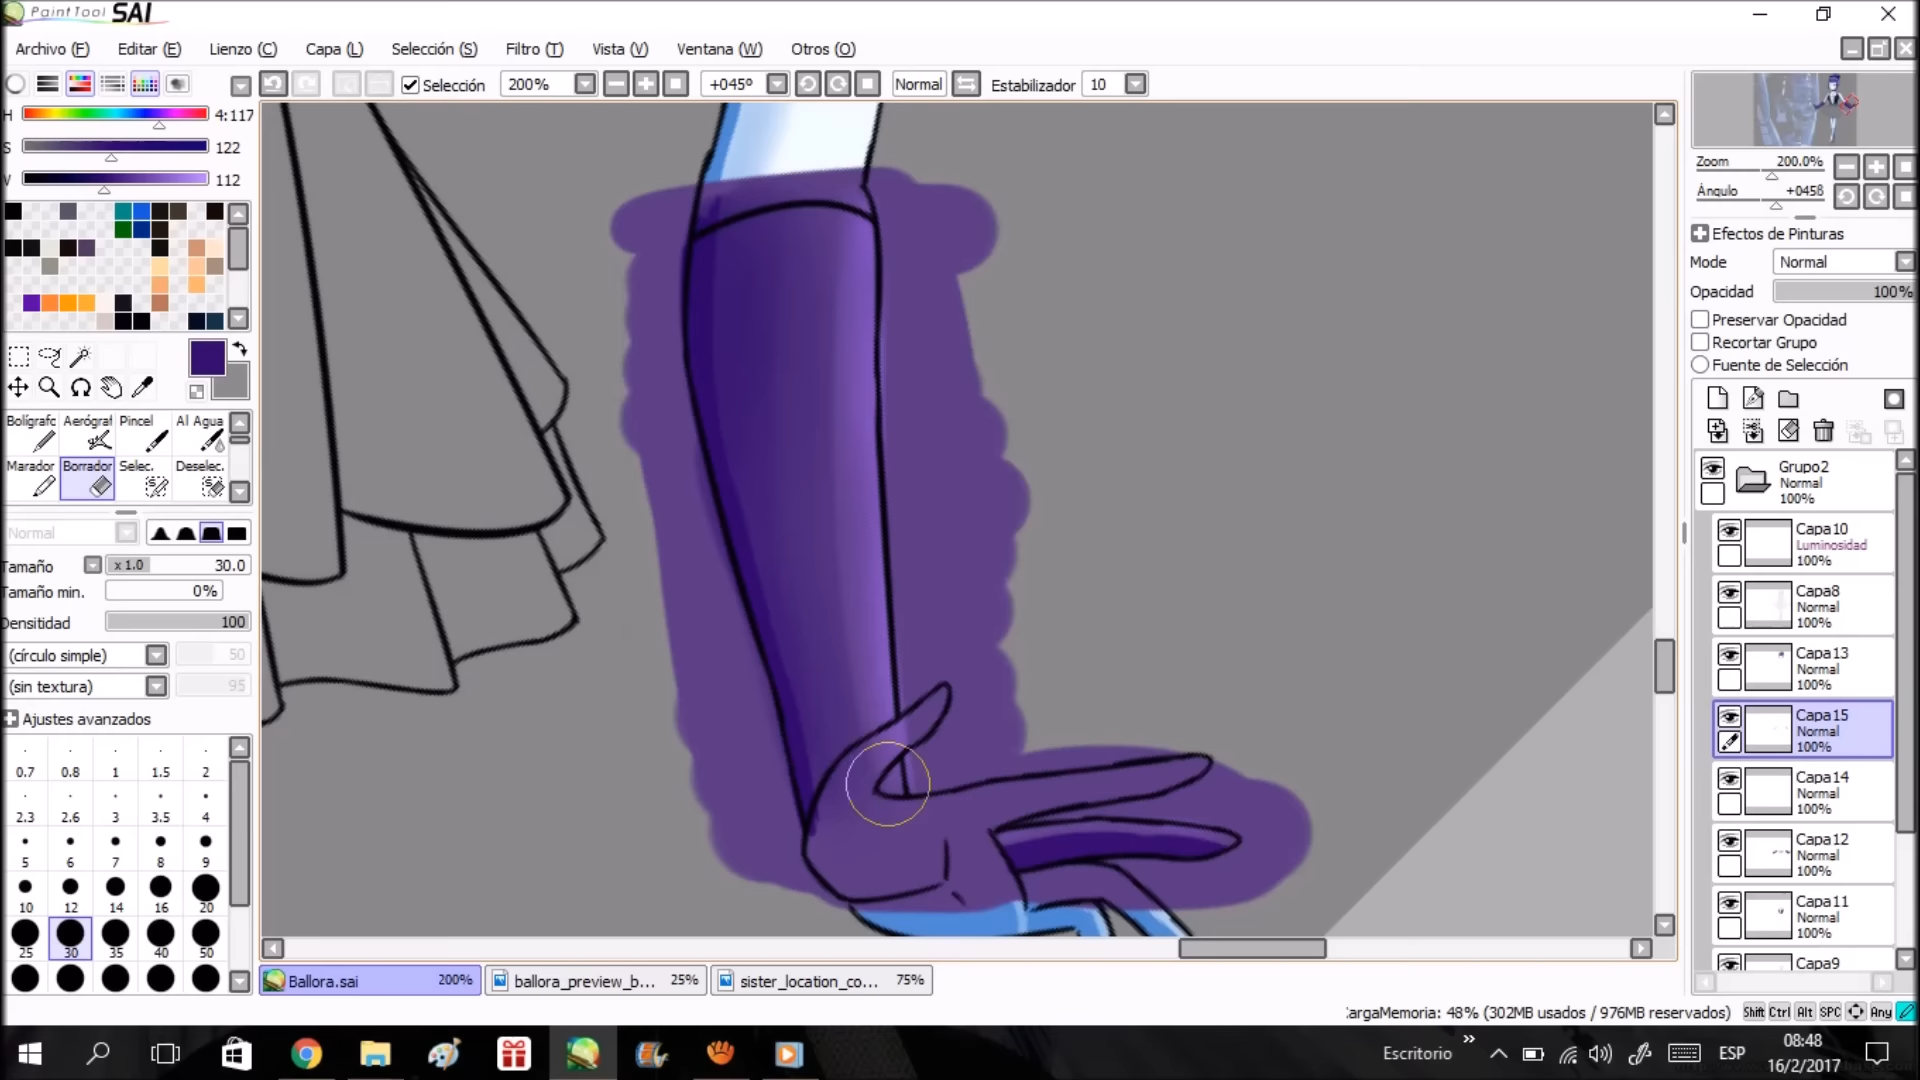 PaintTool SAI
Archivo (F) Editar (E) Lienzo (C) Capa (L) Selección (S) Filtro (T) Vista (V) Ventana (W) Otros (O)
Selección 200% +045º Normal Estabilizador 10
H 4:117
S 122
V 112
Zoom 200.0%
Ángulo +045ß
Efectos de Pinturas
Mode Normal
Opacidad 100%
Preservar Opacidad
Recortar Grupo
Fuente de Selección
Bolígrafc Aerógraf Pincel Al Agua
Marador Borrador Selec. Deselec.
Normal
Tamaño x 1.0 30.0
Tamaño min. 0%
Densitidad 100
(círculo simple) 50
(sin textura) 95
Ajustes avanzados
0.7 0.8 1 1.5 2
2.3 2.6 3 3.5 4
5 6 7 8 9
10 12 14 16 20
25 30 35 40 50
Grupo2
Normal
100%
Capa10
Luminosidad
100%
Capa8
Normal
100%
Capa13
Normal
100%
Capa15
Normal
100%
Capa14
Normal
100%
Capa12
Normal
100%
Capa11
Normal
100%
Capa9
Ballora.sai 200% ballora_preview_b... 25% sister_location_co... 75%
:argaMemoria: 48% (302MB usados / 976MB reservados) Shift Ctrl Alt SPC Any
Escritorio ESP 08:48
16/2/2017